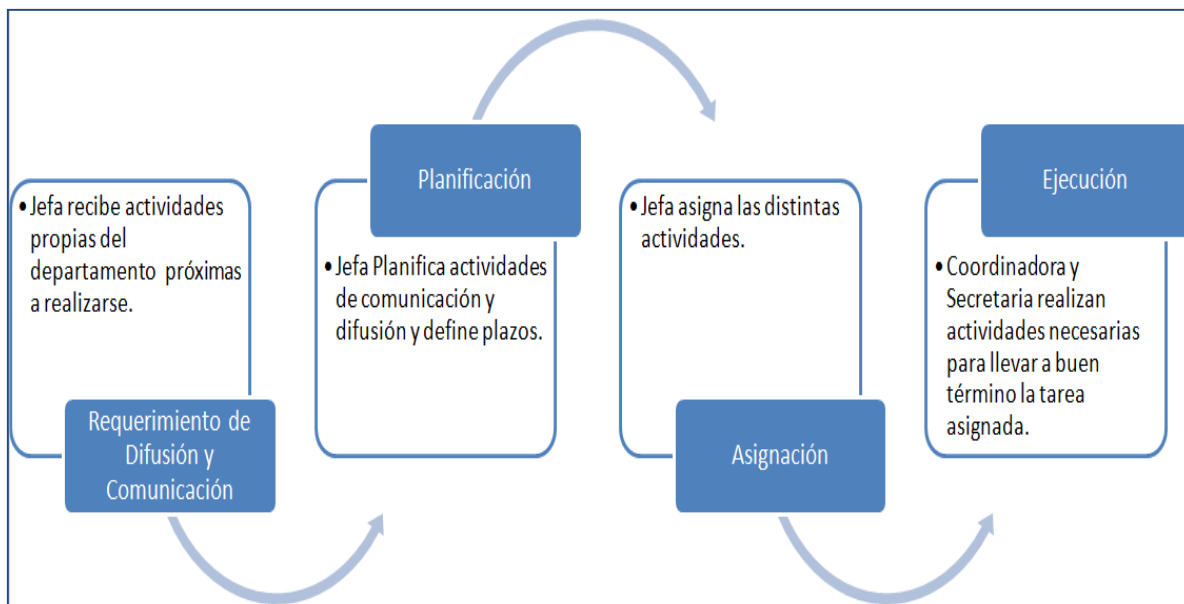 •Jefa recibe actividades
propias del
departamento próximas
a realizarse.
Requerimiento de
Difusión y
Comunicación
Planificación
•Jefa Planifica actividades
de comunicación y
difusión y define plazos.
•Jefa asigna las distintas
actividades.
Asignación
Ejecución
•Coordinadora y
Secretaria realizan
actividades necesarias
para llevar a buen
término la tarea
asignada.